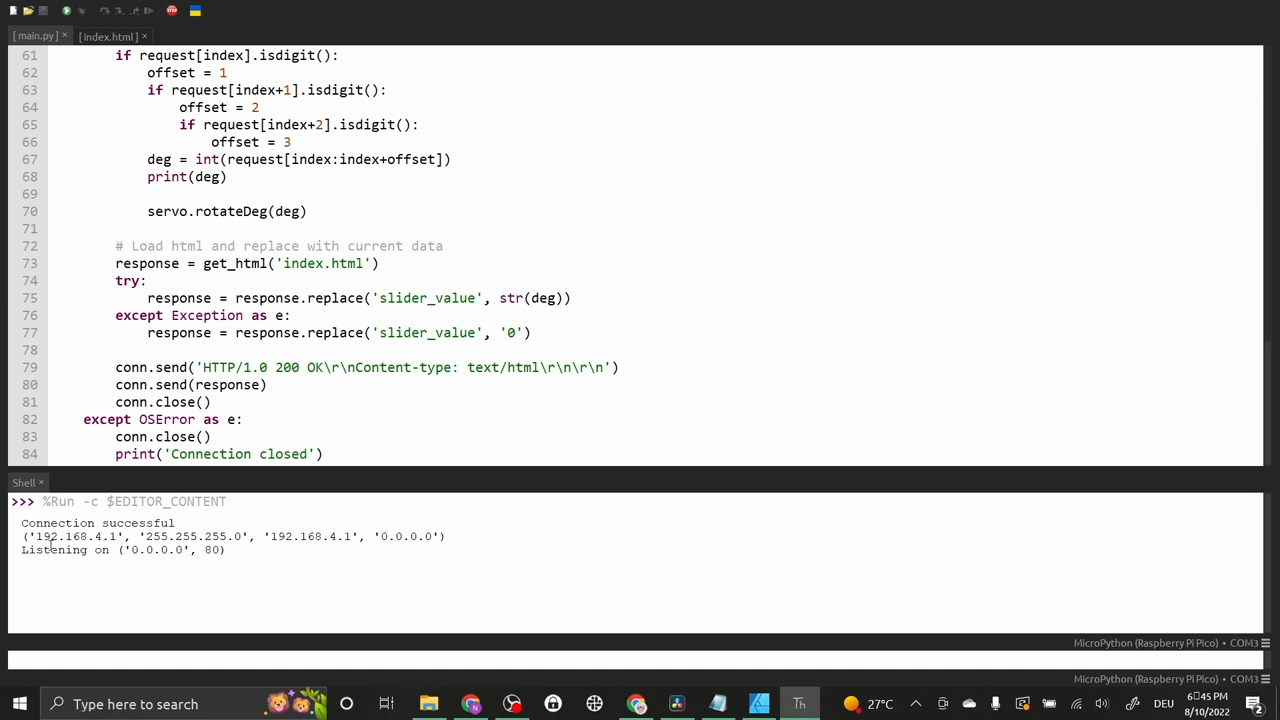 STOP
[ main.py ] ×
[ index.html ] ×
61 if request[index].isdigit():
62 offset = 1
63 if request[index+1].isdigit():
64 offset = 2
65 if request[index+2].isdigit():
66 offset = 3
67 deg = int(request[index:index+offset])
68 print(deg)
69
70 servo.rotateDeg(deg)
71
72 # Load html and replace with current data
73 response = get_html('index.html')
74 try:
75 response = response.replace('slider_value', str(deg))
76 except Exception as e:
77 response = response.replace('slider_value', '0')
78
79 conn.send('HTTP/1.0 200 OK\r\nContent-type: text/html\r\n\r\n')
80 conn.send(response)
81 conn.close()
82 except OSError as e:
83 conn.close()
84 print('Connection closed')
Shell ×
>>> %Run -c $EDITOR_CONTENT
Connection successful
('192.168.4.1', '255.255.255.0', '192.168.4.1', '0.0.0.0')
Listening on ('0.0.0.0', 80)
MicroPython (Raspberry Pi Pico) • COM3 ☰
MicroPython (Raspberry Pi Pico) • COM3 ☰
Type here to search
Th
27°C
DEU
6:45 PM
8/10/2022
2